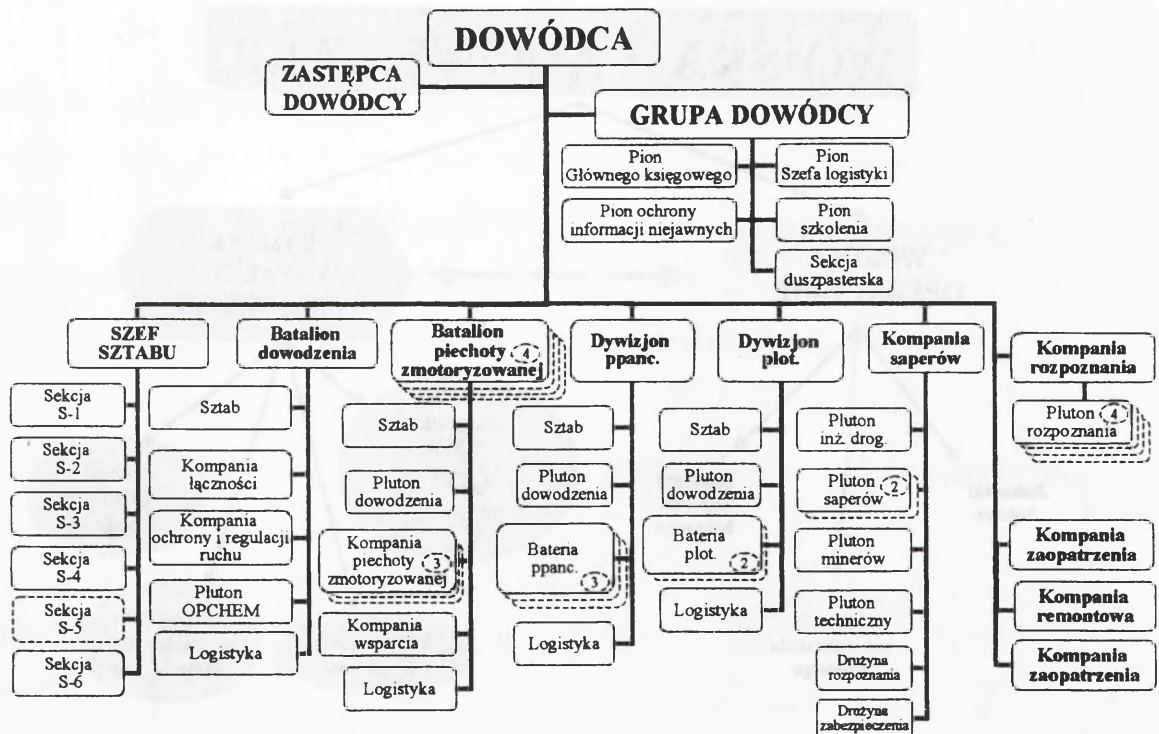 DOWÓDCA
ZASTĘPCA
DOWÓDCY
GRUPA DOWÓDCY
Pion
Głównego księgowego
Pion
Szefa logistyki
Pion ochrony
informacji niejawnych
Pion
szkolenia
Sekcja
duszpasterska
SZEF
SZTABU
Sekcja
S-1
Sekcja
S-2
Sekcja
S-3
Sekcja
S-4
Sekcja
S-5
Sekcja
S-6
Batalion
dowodzenia
Sztab
Kompania
łączności
Kompania
ochrony i regulacji
ruchu
Pluton
OPCHEM
Logistyka
Batalion
piechoty 4
zmotoryzowanej
Sztab
Pluton
dowodzenia
Kompania
piechoty 3
zmotoryzowanej
Kompania
wsparcia
Logistyka
Dywizjon
ppanc.
Sztab
Pluton
dowodzenia
Bateria
ppanc. 3
Logistyka
Dywizjon
plot.
Sztab
Pluton
dowodzenia
Bateria
plot. 2
Logistyka
Kompania
saperów
Pluton
inż. drog.
Pluton 2
saperów
Pluton
minerów
Pluton
techniczny
Drużyna
rozpoznania
Drużyna
zabezpieczenia
Kompania
rozpoznania
Pluton 4
rozpoznania
Kompania
zaopatrzenia
Kompania
remontowa
Kompania
zaopatrzenia